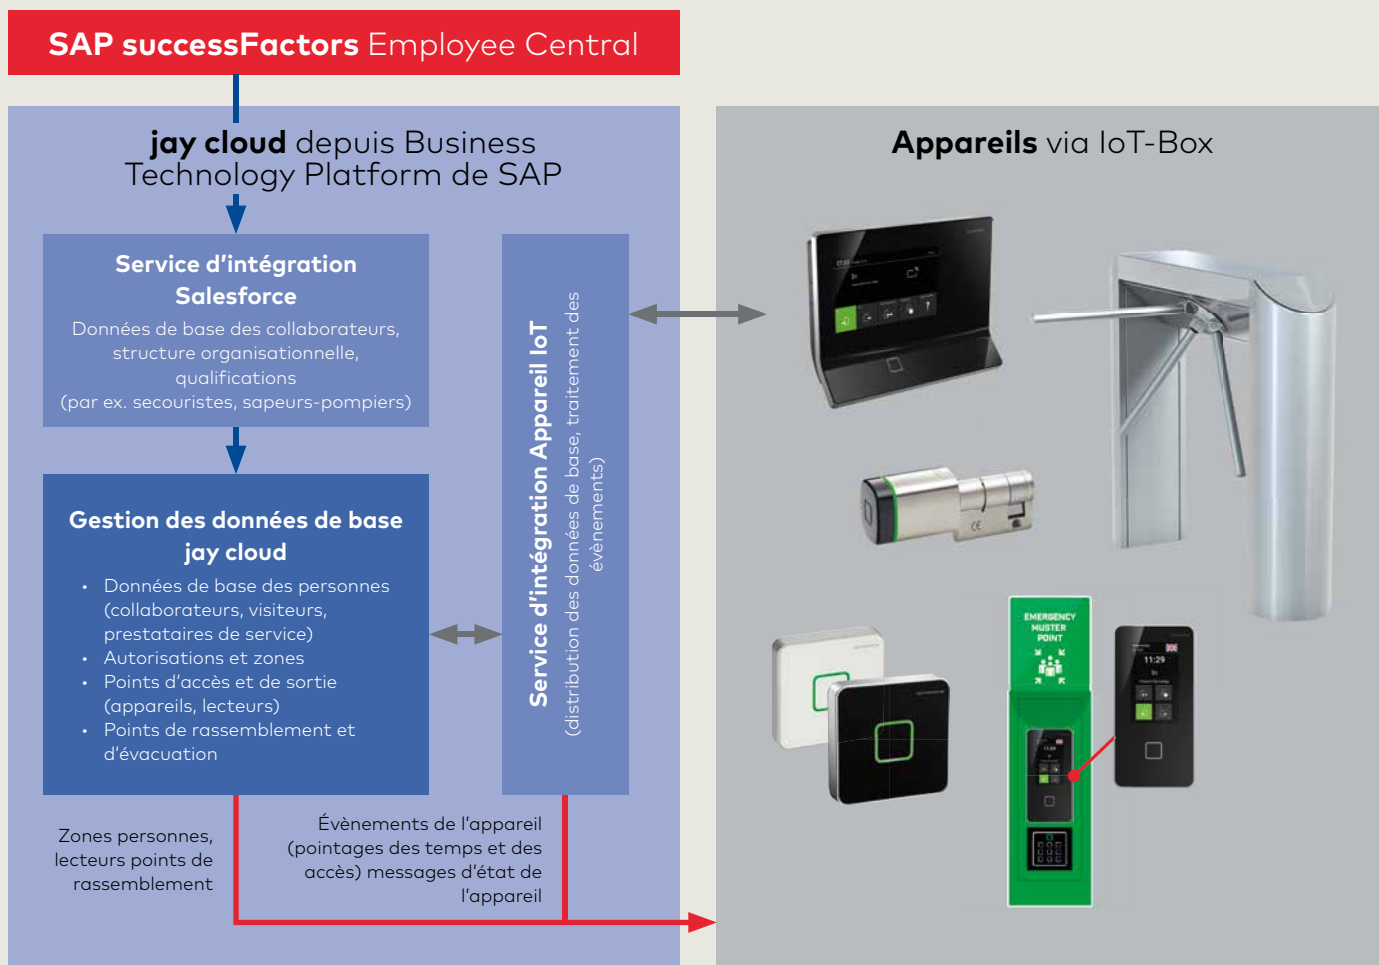 SAP successFactors Employee Central
jay cloud depuis Business
Technology Platform de SAP
Service d'intégration
Salesforce
Données de base des collaborateurs,
structure organisationnelle,
qualifications
(par ex. secouristes, sapeurs-pompiers)
Gestion des données de base
jay cloud
• Données de base des personnes
(collaborateurs, visiteurs,
prestataires de service)
• Autorisations et zones
• Points d'accès et de sortie
(appareils, lecteurs)
• Points de rassemblement et
d'évacuation
Service d'intégration Appareil IoT
(distribution des données de base, traitement des
évènements)
Zones personnes,
lecteurs points de
rassemblement
Évènements de l'appareil
(pointages des temps et des
accès) messages d'état de
l'appareil
Appareils via IoT-Box
CE
EMERGENCY
MUSTER
POINT
11:29